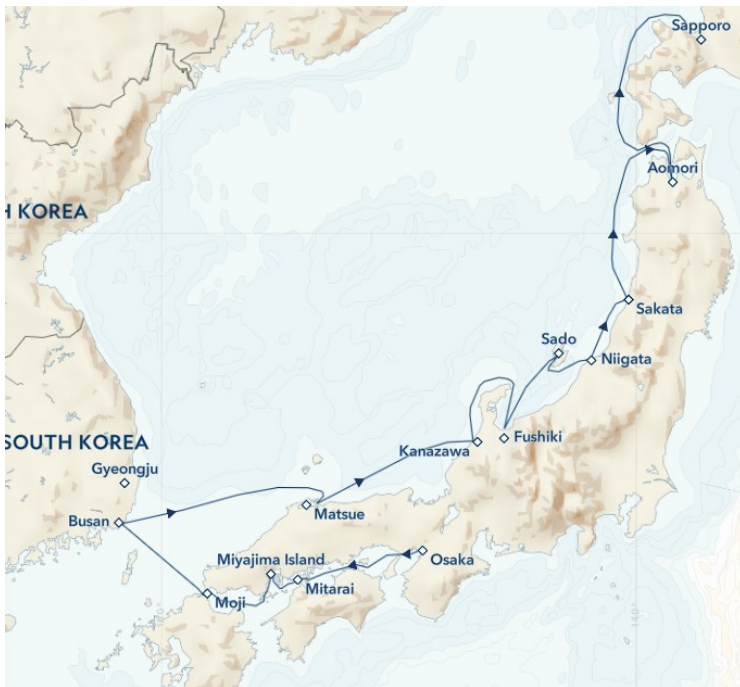 Sapporo
Aomori
H KOREA
Sakata
Sado
Niigata
SOUTH KOREA
Kanazawa
Fushiki
Gyeongju
Busan
Matsue
Miyajima Island
Osaka
Moji
Mitarai
140°